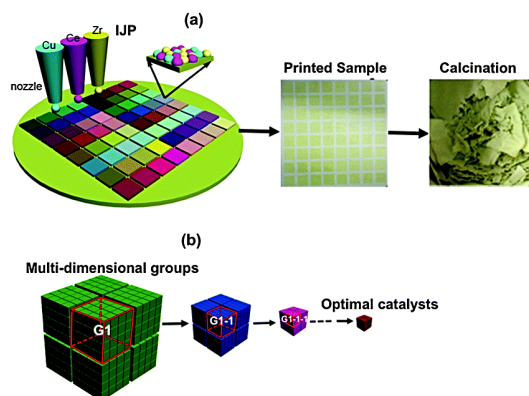 (a)
Cu
Ce
Zr
IJP
nozzle
Printed Sample
Calcination
(b)
Multi-dimensional groups
G1
G1-1
G1-1-1
Optimal catalysts